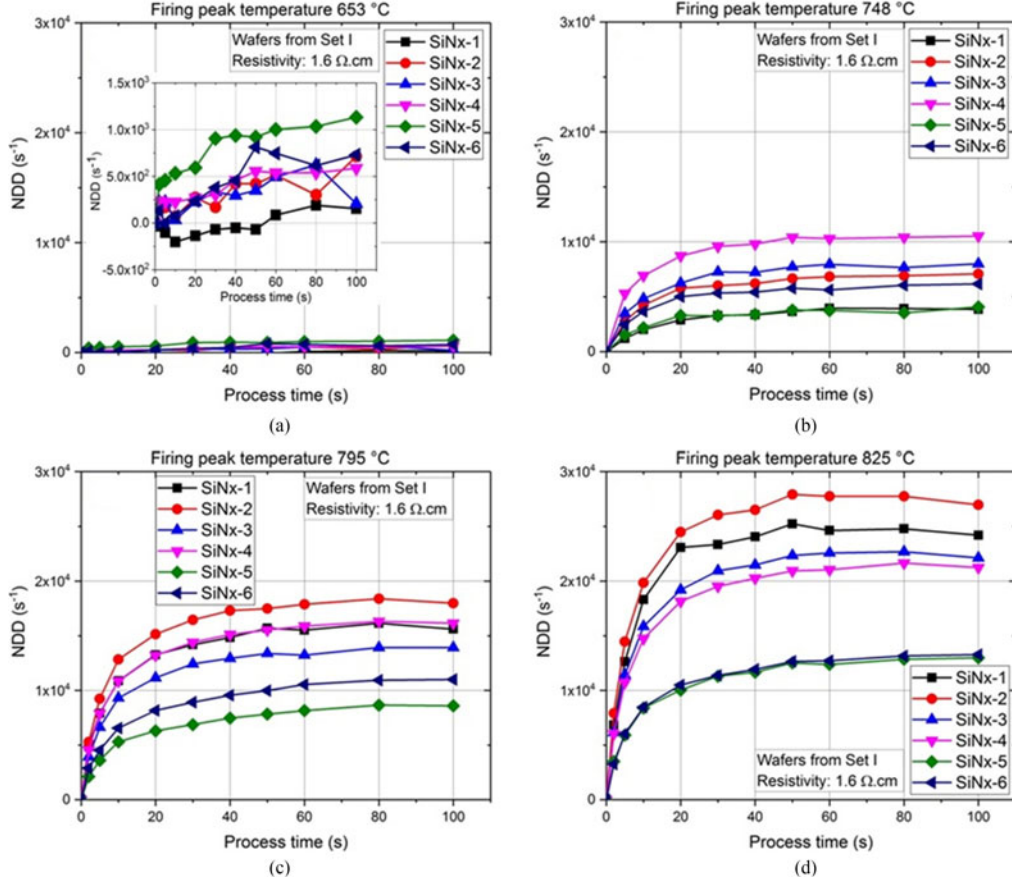 Firing peak temperature 653 °C
Wafers from Set I
Resistivity: 1.6 Ω.cm
SiNx-1
SiNx-2
SiNx-3
SiNx-4
SiNx-5
SiNx-6
NDD (s⁻¹)
3x10⁴
2x10⁴
1x10⁴
0
NDD (s⁻¹)
1.5x10³
1.0x10³
5.0x10²
0.0
-5.0x10²
0 20 40 60 80 100
Process time (s)
0 20 40 60 80 100
Process time (s)
(a)
Firing peak temperature 748 °C
Wafers from Set I
Resistivity: 1.6 Ω.cm
SiNx-1
SiNx-2
SiNx-3
SiNx-4
SiNx-5
SiNx-6
NDD (s⁻¹)
3x10⁴
2x10⁴
1x10⁴
0
0 20 40 60 80 100
Process time (s)
(b)
Firing peak temperature 795 °C
SiNx-1
SiNx-2
SiNx-3
SiNx-4
SiNx-5
SiNx-6
Wafers from Set I
Resistivity: 1.6 Ω.cm
NDD (s⁻¹)
3x10⁴
2x10⁴
1x10⁴
0
0 20 40 60 80 100
Process time (s)
(c)
Firing peak temperature 825 °C
NDD (s⁻¹)
3x10⁴
2x10⁴
1x10⁴
0
SiNx-1
SiNx-2
SiNx-3
SiNx-4
SiNx-5
SiNx-6
Wafers from Set I
Resistivity: 1.6 Ω.cm
0 20 40 60 80 100
Process time (s)
(d)